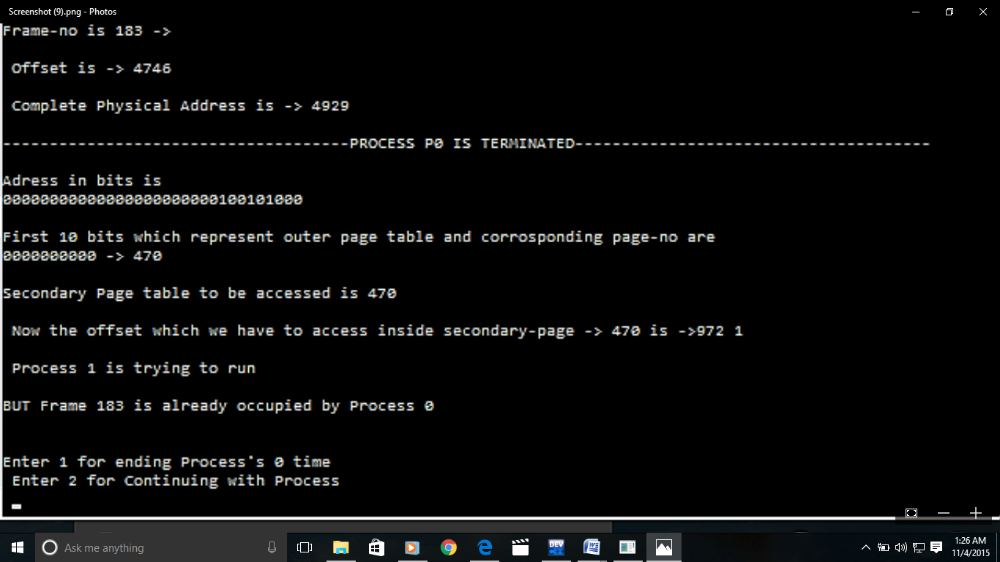 Screenshot (9).png - Photos
Frame-no is 183 ->
Offset is -> 4746
Complete Physical Address is -> 4929
-------------------------------------PROCESS P0 IS TERMINATED--------------------------------------
Adress in bits is
00000000000000000000000100101000
First 10 bits which represent outer page table and corrosponding page-no are
0000000000 -> 470
Secondary Page table to be accessed is 470
Now the offset which we have to access inside secondary-page -> 470 is ->972 1
Process 1 is trying to run
BUT Frame 183 is already occupied by Process 0
Enter 1 for ending Process's 0 time
Enter 2 for Continuing with Process
Ask me anything
DEV
1:26 AM
11/4/2015